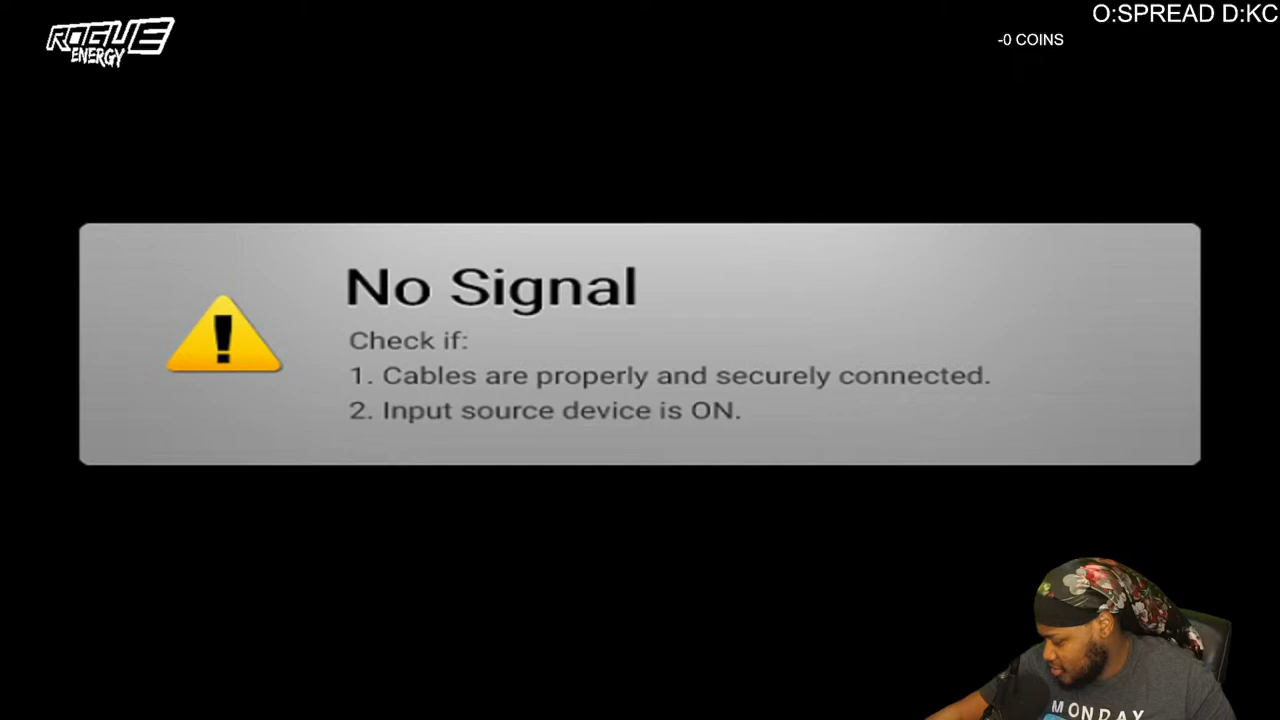 ROGUE
ENERGY
O:SPREAD D:KC
-0 COINS
No Signal
Check if:
1. Cables are properly and securely connected.
2. Input source device is ON.
MONDAY